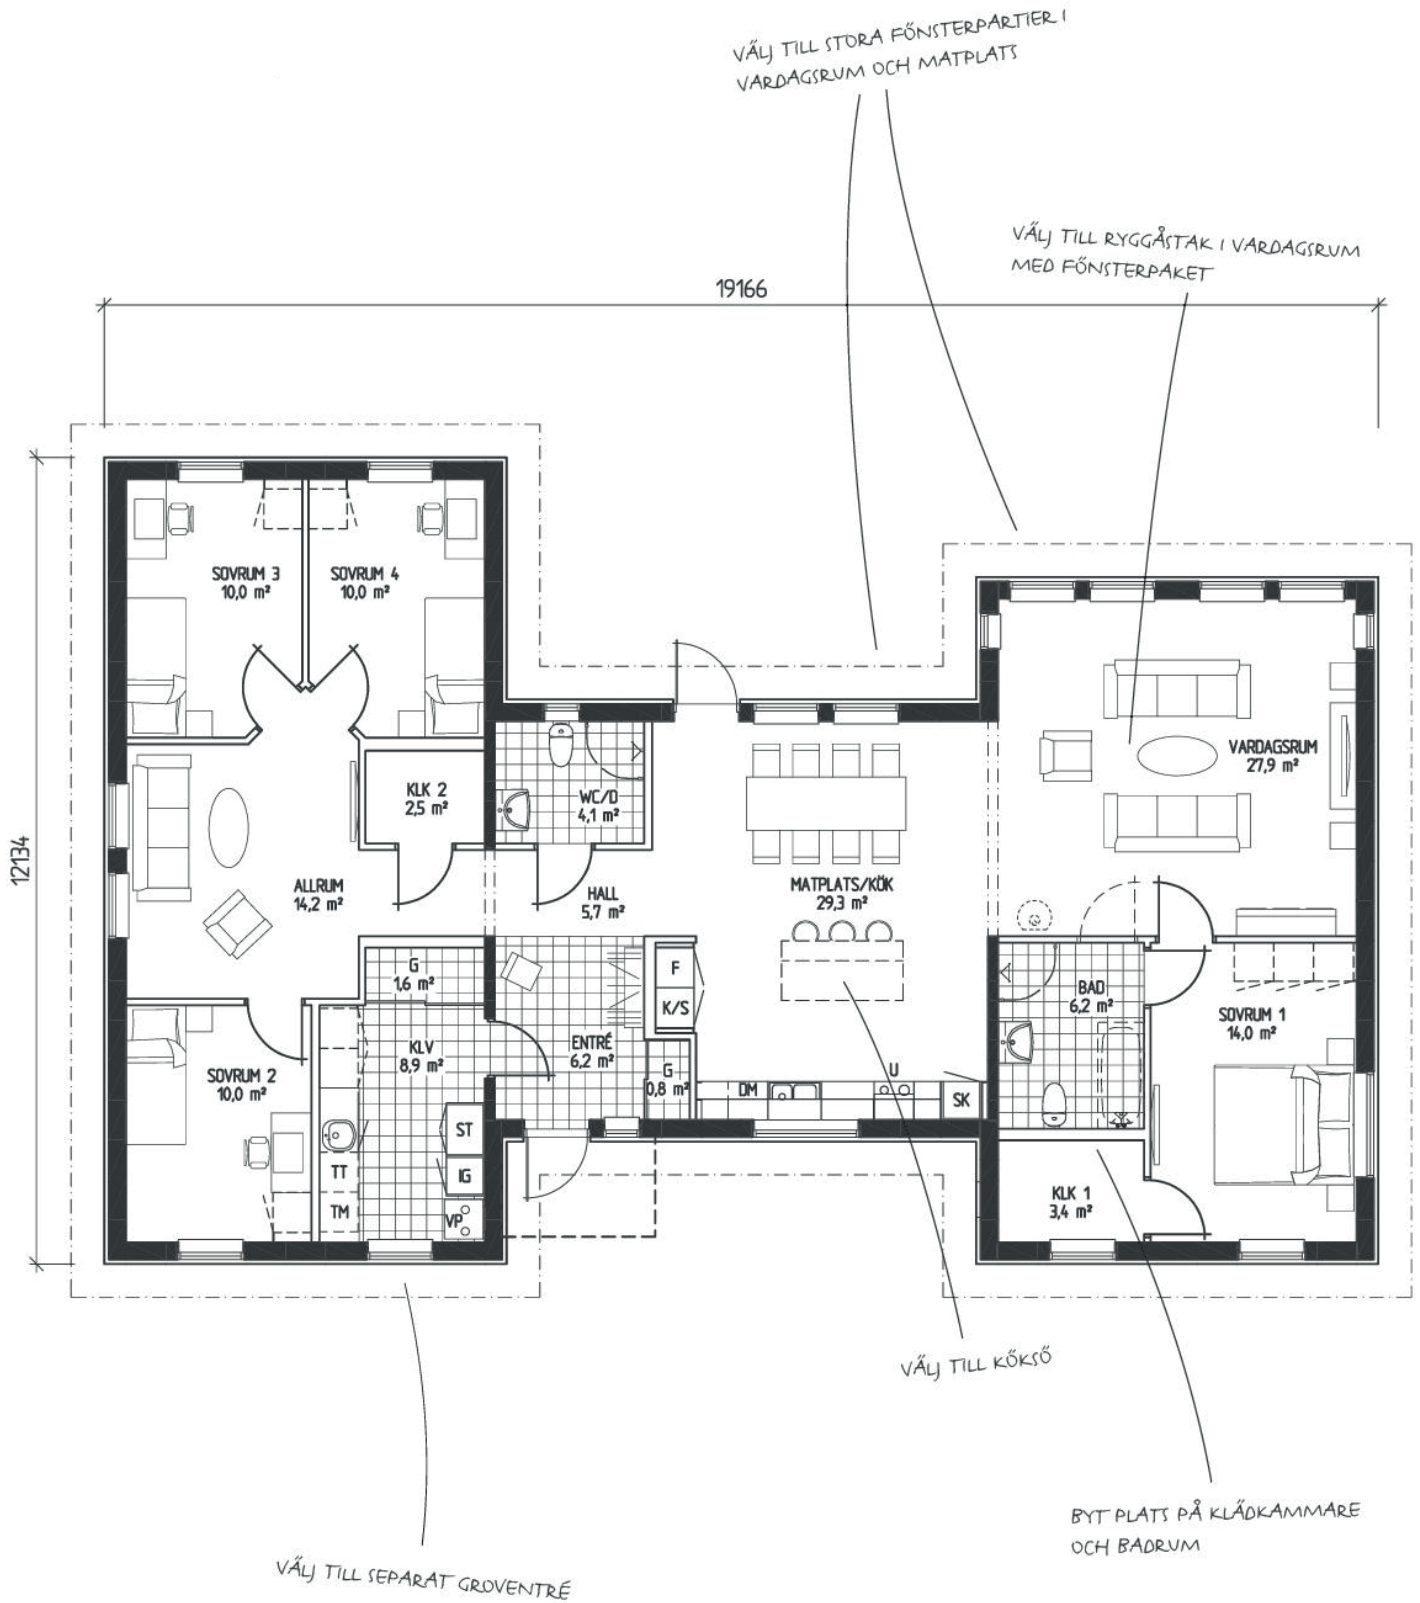 VÄLJ TILL STORA FÖNSTERPARTIER I
VARDAGSRUM OCH MATPLATS
VÄLJ TILL RYGGÅSTAK I VARDAGSRUM
MED FÖNSTERPAKET
19166
12134
SOVRUM 3
10,0 m²
SOVRUM 4
10,0 m²
KLK 2
2,5 m²
WC/D
4,1 m²
VARDAGSRUM
27,9 m²
ALLRUM
14,2 m²
HALL
5,7 m²
MATPLATS/KÖK
29,3 m²
G
1,6 m²
F
K/S
BAD
6,2 m²
SOVRUM 1
14,0 m²
KLV
8,9 m²
ENTRÉ
6,2 m²
SOVRUM 2
10,0 m²
G
0,8 m²
DM
U
SK
ST
TT
IG
TM
VP
KLK 1
3,4 m²
VÄLJ TILL KÖKSÖ
BYT PLATS PÅ KLÄDKAMMARE
OCH BADRUM
VÄLJ TILL SEPARAT GROVENTRÉ